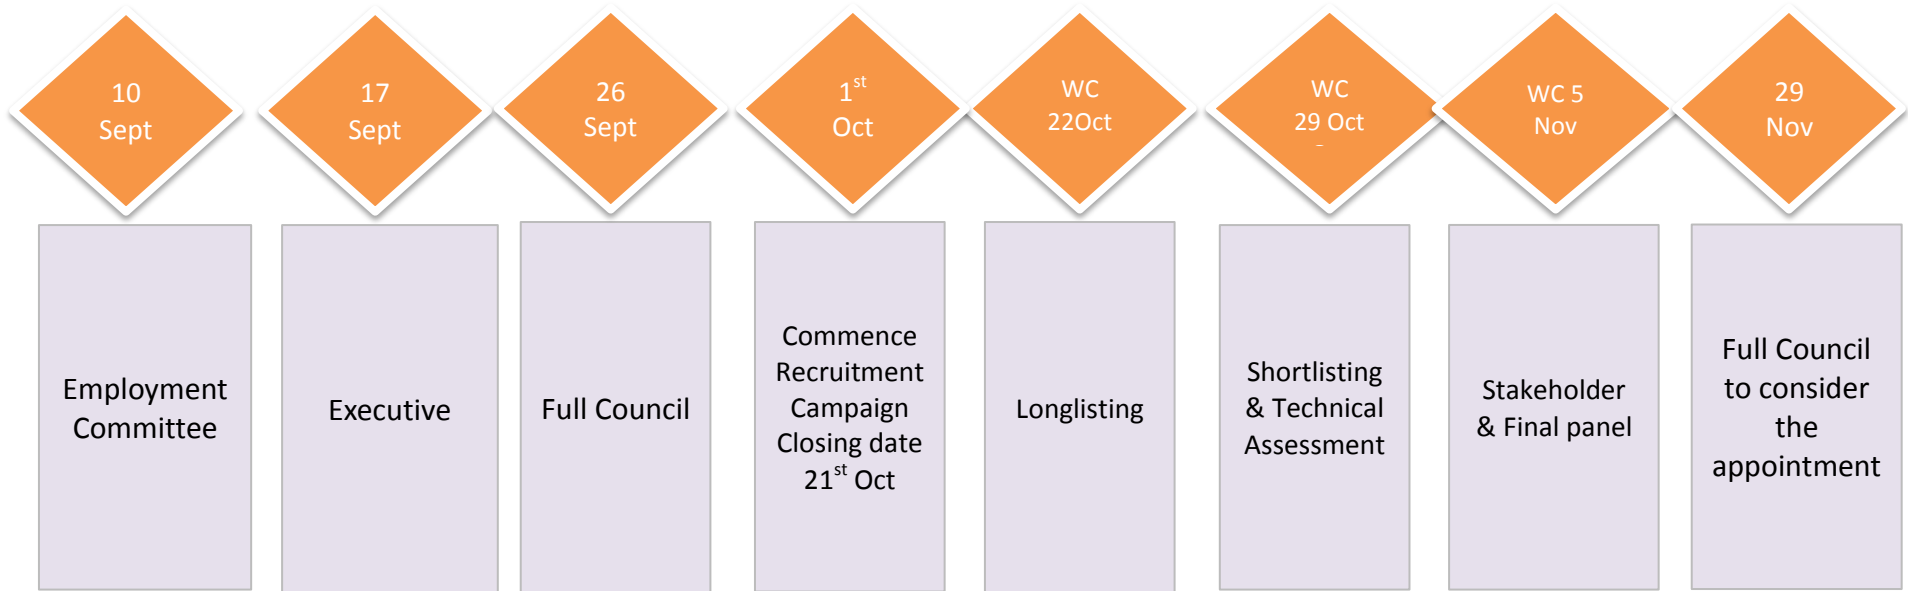 10
Sept
17
Sept
26
Sept
1st
Oct
WC
22Oct
WC
29 Oct
WC 5
Nov
29
Nov
Employment
Committee
Executive
Full Council
Commence
Recruitment
Campaign
Closing date
21st Oct
Longlisting
Shortlisting
& Technical
Assessment
Stakeholder
& Final panel
Full Council
to consider
the
appointment